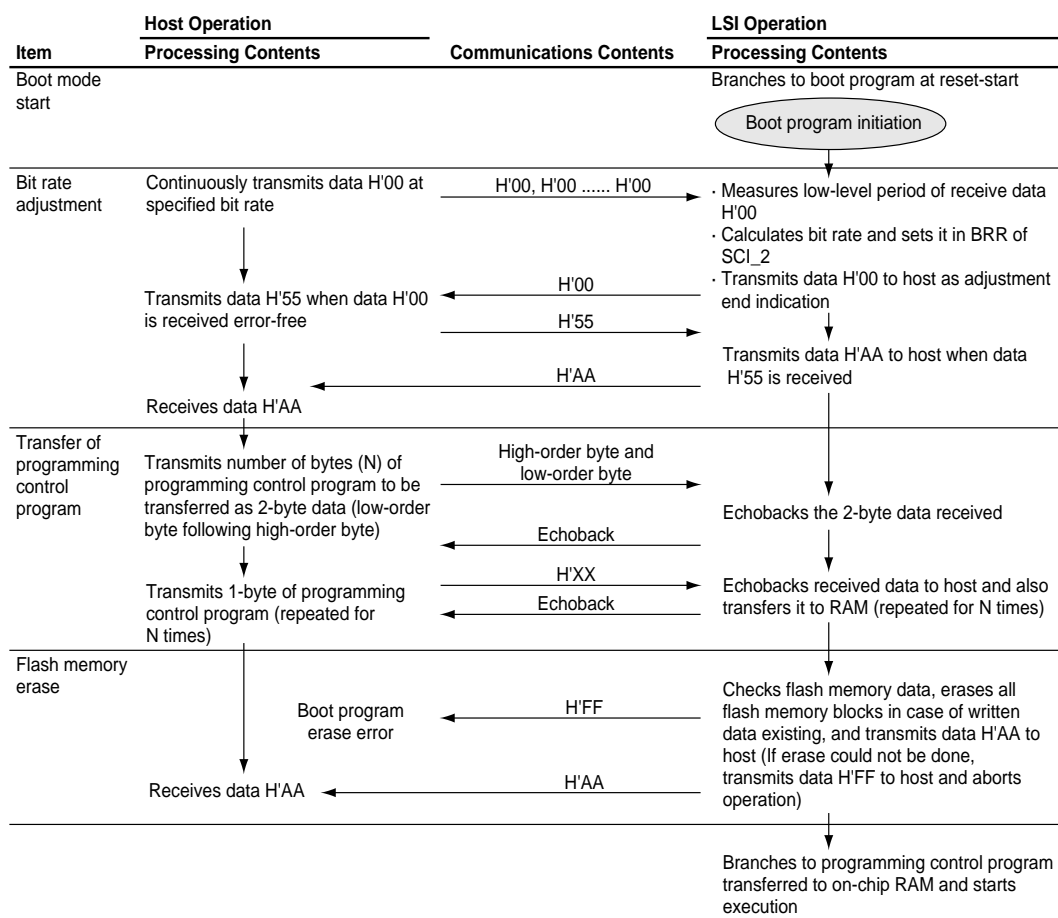 Host Operation
LSI Operation
Item
Processing Contents
Communications Contents
Processing Contents
Boot mode
start
Branches to boot program at reset-start
Boot program initiation
Bit rate
adjustment
Continuously transmits data H'00 at
specified bit rate
H'00, H'00 ...... H'00
· Measures low-level period of receive data
H'00
· Calculates bit rate and sets it in BRR of
SCI_2
· Transmits data H'00 to host as adjustment
end indication
H'00
Transmits data H'55 when data H'00
is received error-free
H'55
Transmits data H'AA to host when data
H'55 is received
H'AA
Receives data H'AA
Transfer of
programming
control
program
Transmits number of bytes (N) of
programming control program to be
transferred as 2-byte data (low-order
byte following high-order byte)
High-order byte and
low-order byte
Echobacks the 2-byte data received
Echoback
Transmits 1-byte of programming
control program (repeated for
N times)
H'XX
Echoback
Echobacks received data to host and also
transfers it to RAM (repeated for N times)
Flash memory
erase
Boot program
erase error
H'FF
Checks flash memory data, erases all
flash memory blocks in case of written
data existing, and transmits data H'AA to
host (If erase could not be done,
transmits data H'FF to host and aborts
operation)
Receives data H'AA
H'AA
Branches to programming control program
transferred to on-chip RAM and starts
execution